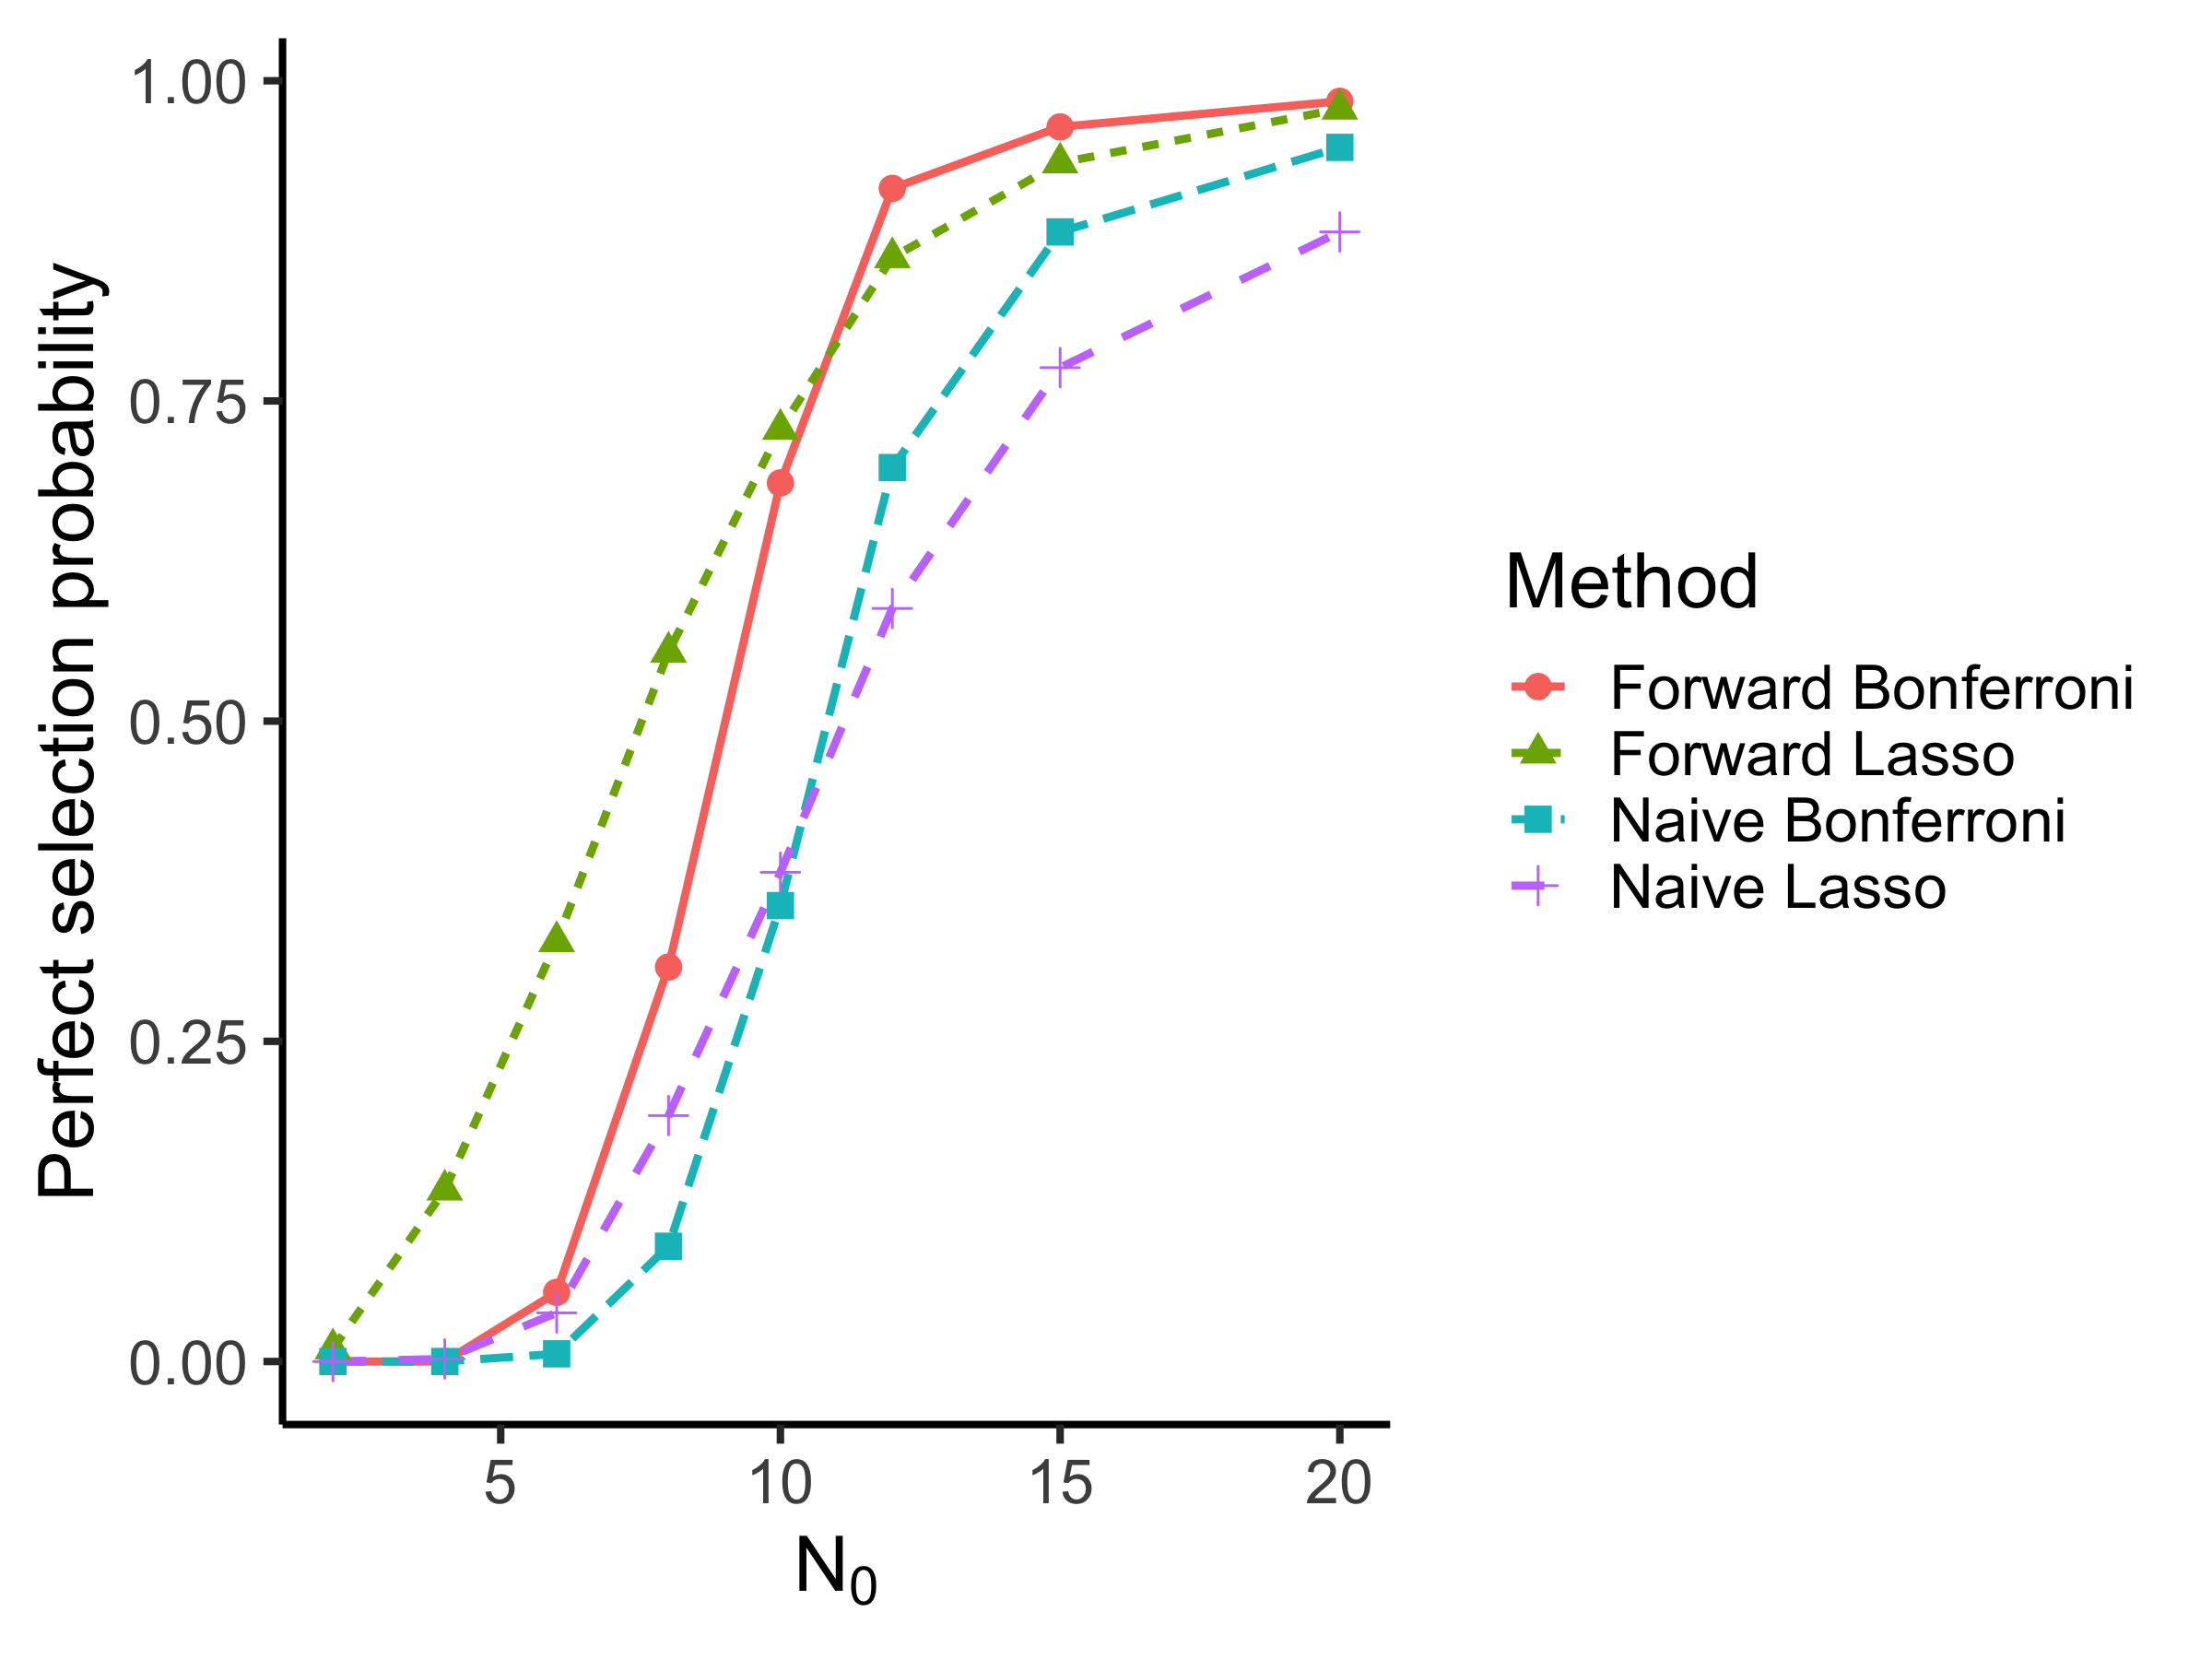 Perfect selection probability
1.00
0.75
0.50
0.25
0.00
5 10 15 20
N₀
Method
Forward Bonferroni
Forward Lasso
Naive Bonferroni
Naive Lasso